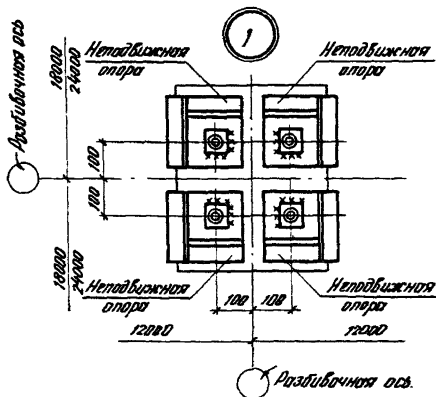 1
Неподвижная
опора
Неподвижная
опора
Разбивочная ось
18000
24000
100
100
18000
24000
Неподвижная
опора
Неподвижная
опора
100
100
12000
12000
Разбивочная ось.